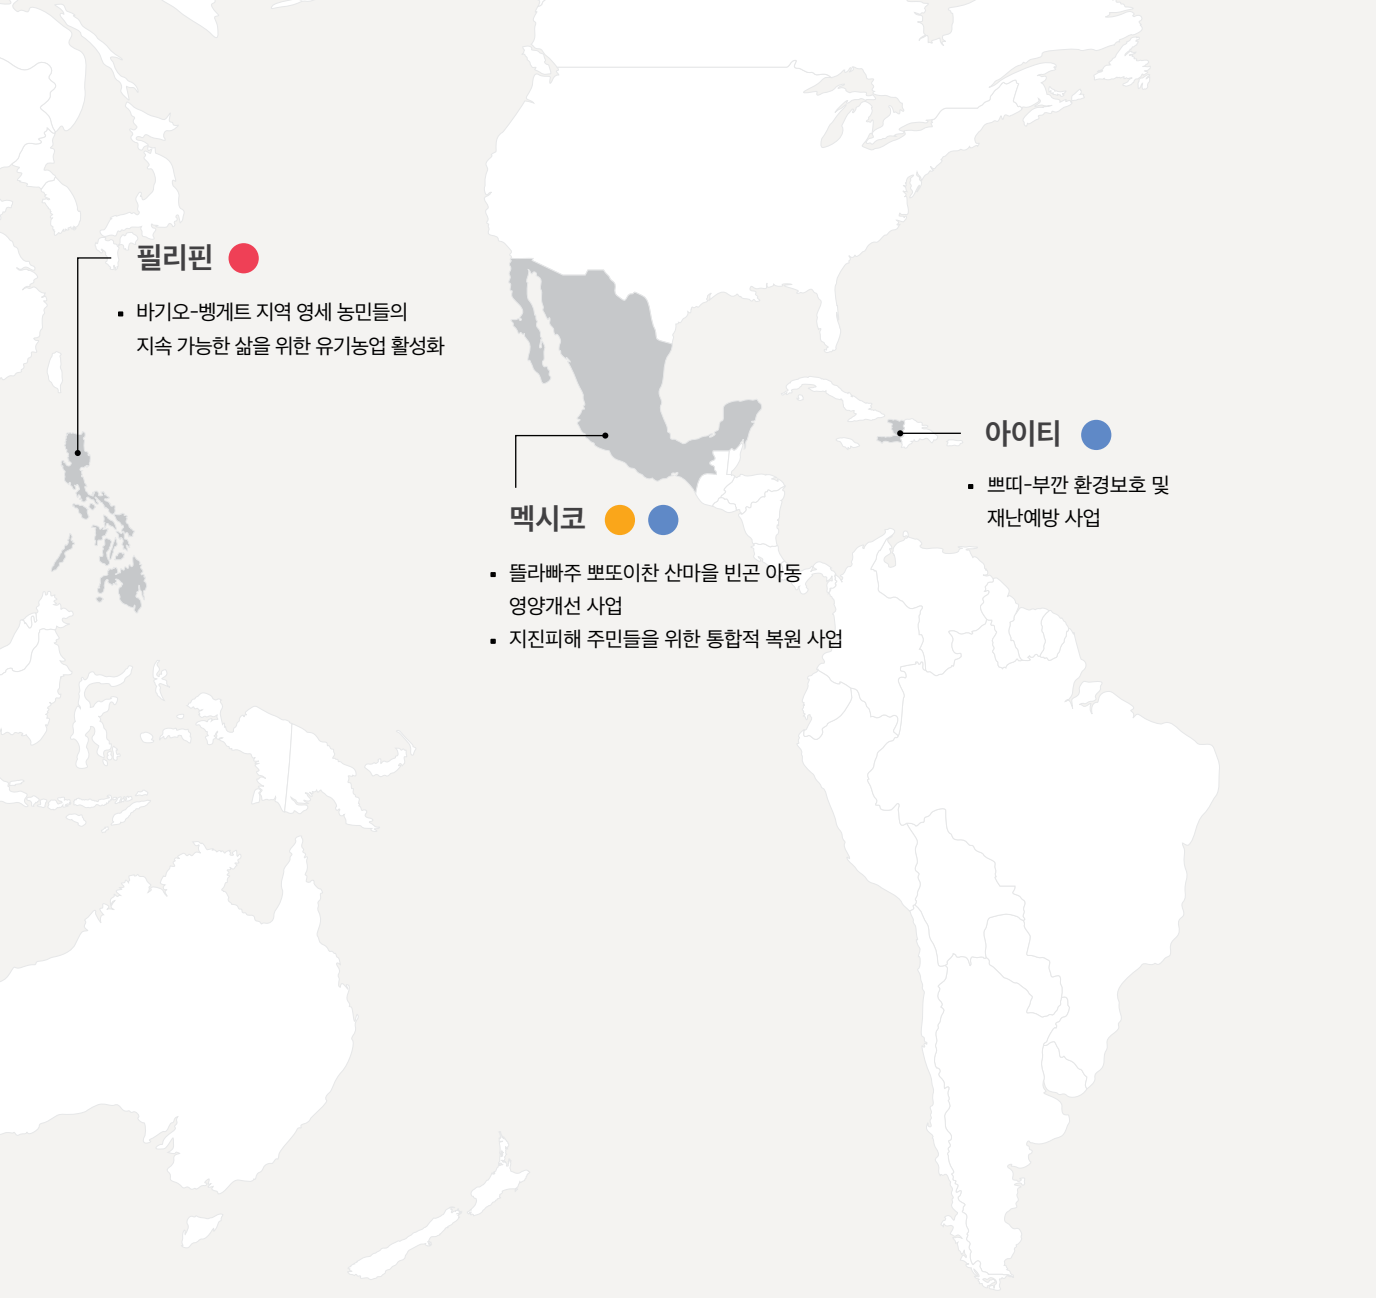 필리핀
바기오-벵게트 지역 영세 농민들의
지속 가능한 삶을 위한 유기농업 활성화
아이티
쁘띠-부깐 환경보호 및
재난예방 사업
멕시코
뜰라빠주 뽀또이찬 산마을 빈곤 아동
영양개선 사업
지진피해 주민들을 위한 통합적 복원 사업